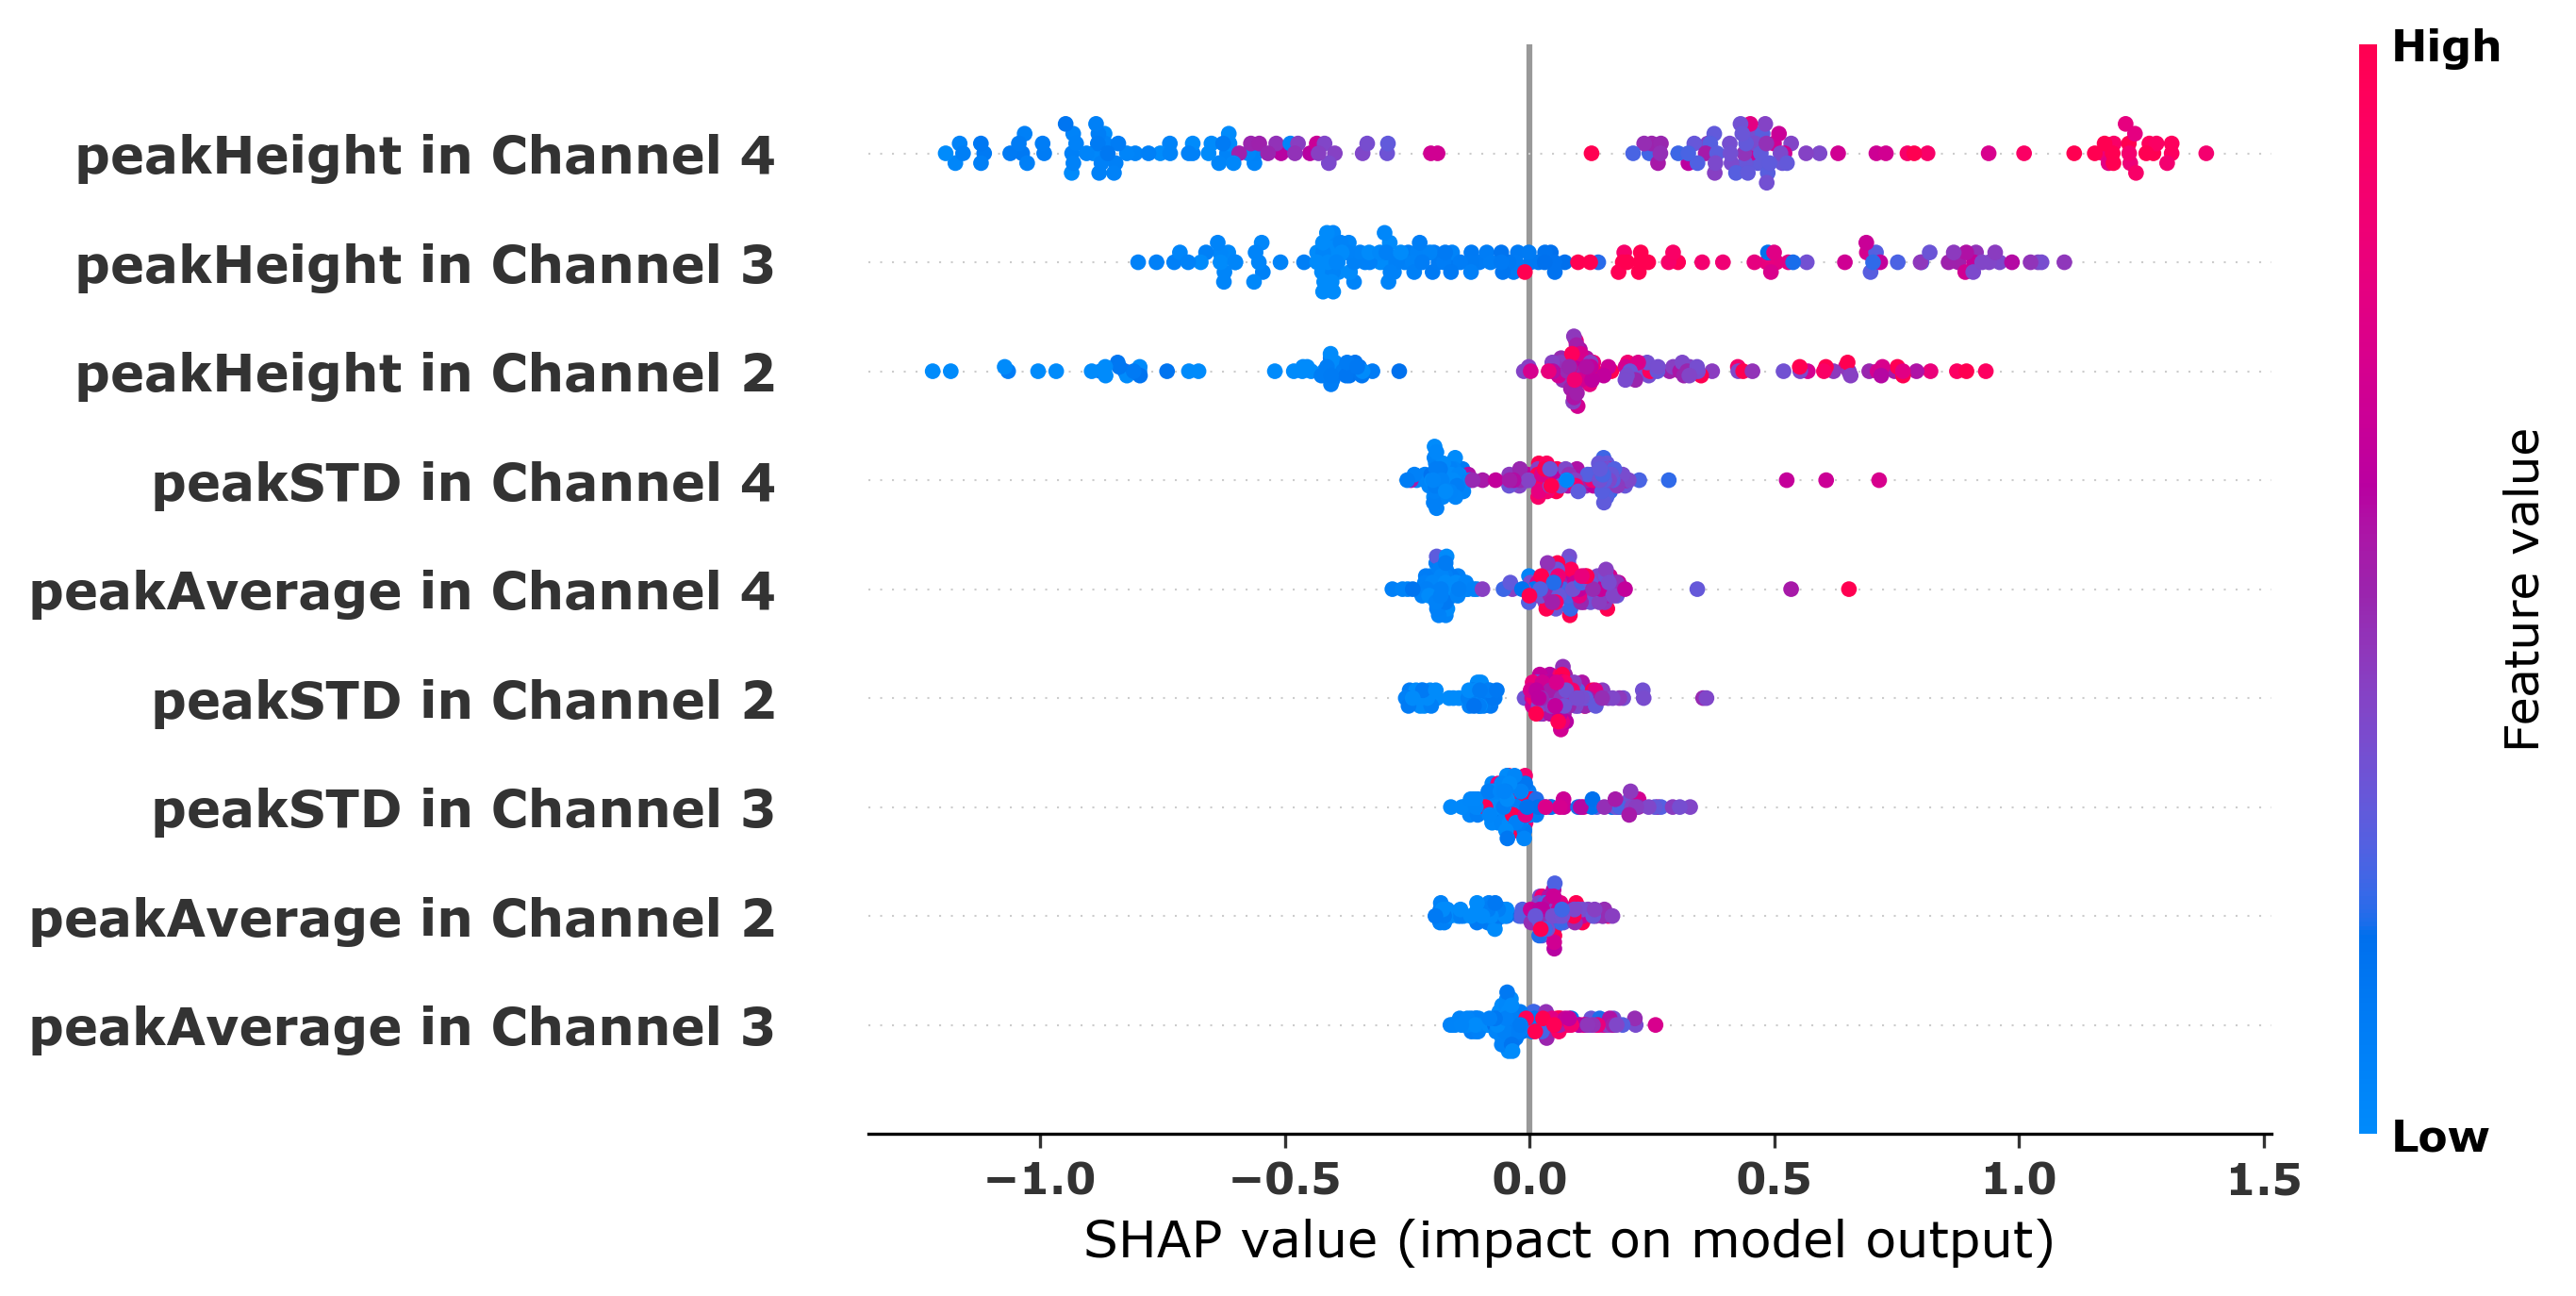 High
peakHeight in Channel 4
peakHeight in Channel 3
peakHeight in Channel 2
peakSTD in Channel 4
peakAverage in Channel 4
peakSTD in Channel 2
peakSTD in Channel 3
peakAverage in Channel 2
peakAverage in Channel 3
Feature value
Low
−1.0 −0.5 0.0 0.5 1.0 1.5
SHAP value (impact on model output)